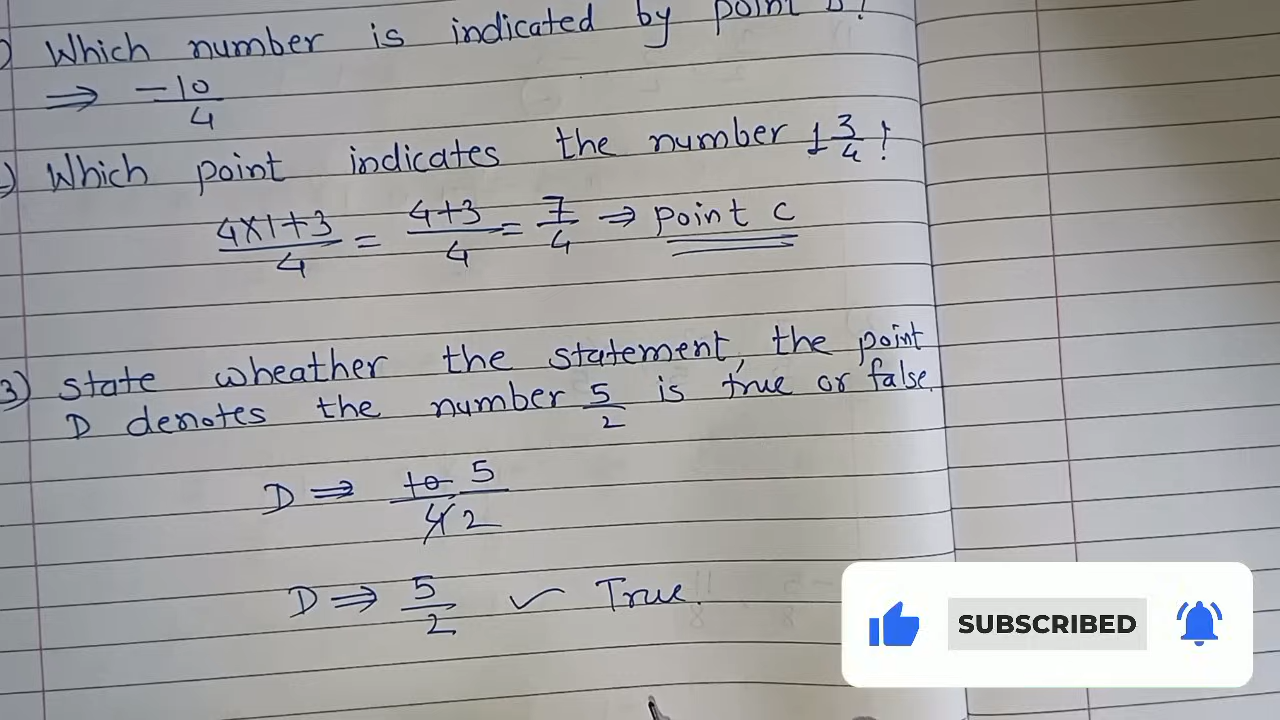 ) Which number is indicated by point B?
⇒ -10/4
) Which point indicates the number 1 3/4?
4×1+3/4 = 4+3/4 = 7/4 ⇒ point C
3) state wheather the statement, the point
D denotes the number 5/2 is true or false.
D ⇒ 10/4 5/2
D ⇒ 5/2 ✓ True.
SUBSCRIBED